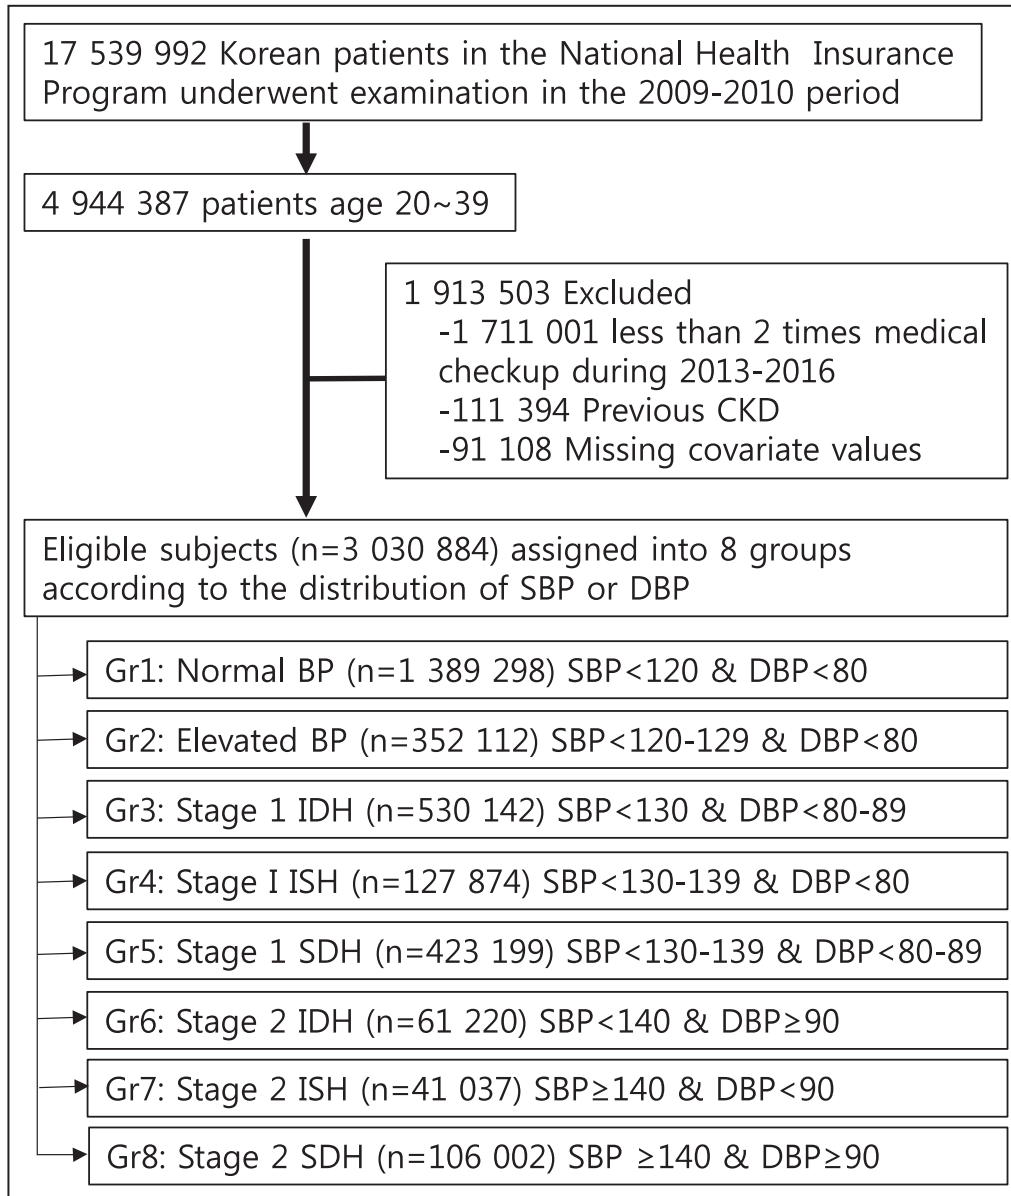 17 539 992 Korean patients in the National Health Insurance
Program underwent examination in the 2009-2010 period
4 944 387 patients age 20~39
1 913 503 Excluded
-1 711 001 less than 2 times medical
checkup during 2013-2016
-111 394 Previous CKD
-91 108 Missing covariate values
Eligible subjects (n=3 030 884) assigned into 8 groups
according to the distribution of SBP or DBP
Gr1: Normal BP (n=1 389 298) SBP<120 & DBP<80
Gr2: Elevated BP (n=352 112) SBP<120-129 & DBP<80
Gr3: Stage 1 IDH (n=530 142) SBP<130 & DBP<80-89
Gr4: Stage I ISH (n=127 874) SBP<130-139 & DBP<80
Gr5: Stage 1 SDH (n=423 199) SBP<130-139 & DBP<80-89
Gr6: Stage 2 IDH (n=61 220) SBP<140 & DBP≥90
Gr7: Stage 2 ISH (n=41 037) SBP≥140 & DBP<90
Gr8: Stage 2 SDH (n=106 002) SBP ≥140 & DBP≥90